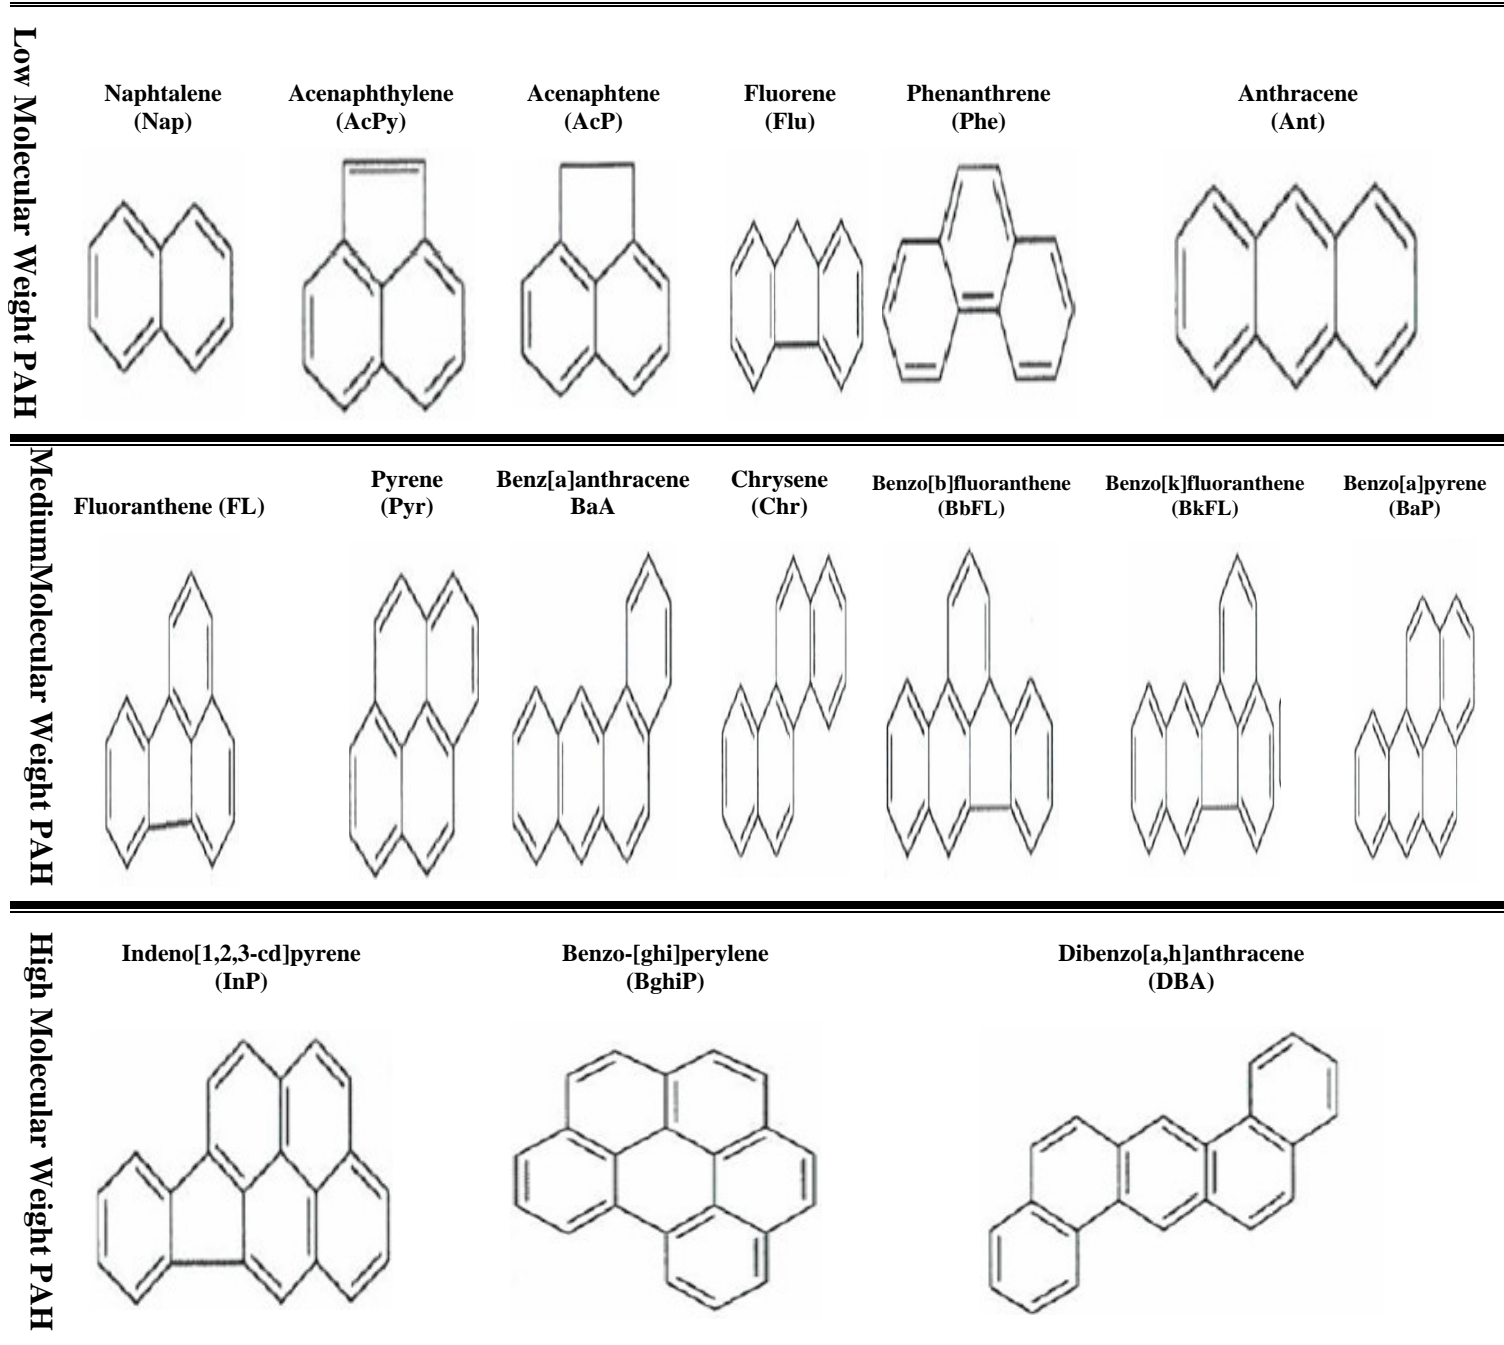 Low Molecular Weight PAH
Naphtalene
(Nap)
Acenaphthylene
(AcPy)
Acenaphtene
(AcP)
Fluorene
(Flu)
Phenanthrene
(Phe)
Anthracene
(Ant)
MediumMolecular Weight PAH
Fluoranthene (FL)
Pyrene
(Pyr)
Benz[a]anthracene
BaA
Chrysene
(Chr)
Benzo[b]fluoranthene
(BbFL)
Benzo[k]fluoranthene
(BkFL)
Benzo[a]pyrene
(BaP)
High Molecular Weight PAH
Indeno[1,2,3-cd]pyrene
(InP)
Benzo-[ghi]perylene
(BghiP)
Dibenzo[a,h]anthracene
(DBA)